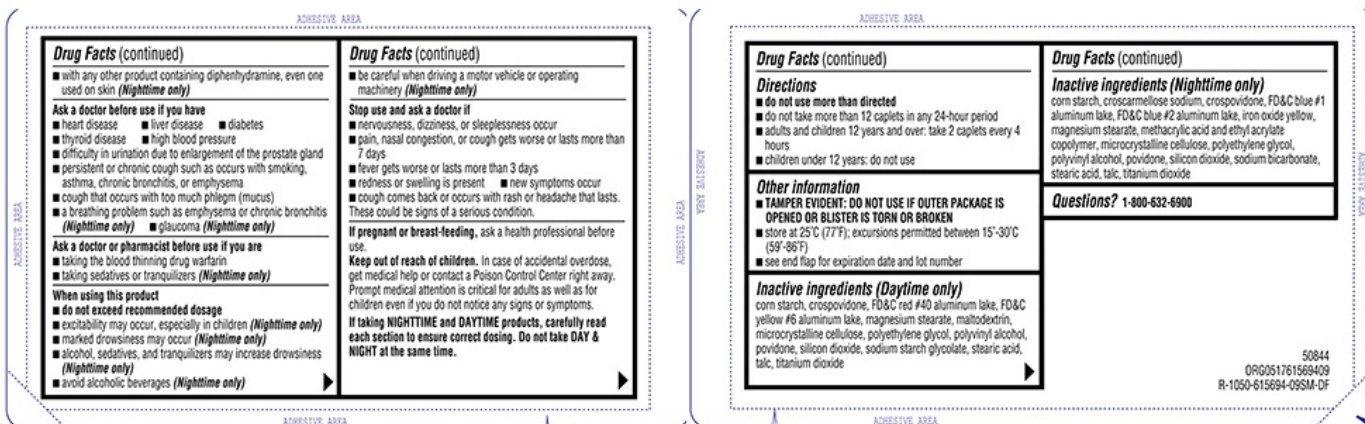 ADHESIVE AREA
Drug Facts (continued)
■ with any other product containing diphenhydramine, even one
used on skin (Nighttime only)
Ask a doctor before use if you have
■ heart disease ■ liver disease ■ diabetes
■ thyroid disease ■ high blood pressure
■ difficulty in urination due to enlargement of the prostate gland
■ persistent or chronic cough such as occurs with smoking,
asthma, chronic bronchitis, or emphysema
■ cough that occurs with too much phlegm (mucus)
■ a breathing problem such as emphysema or chronic bronchitis
(Nighttime only) ■ glaucoma (Nighttime only)
Ask a doctor or pharmacist before use if you are
■ taking the blood thinning drug warfarin
■ taking sedatives or tranquilizers (Nighttime only)
When using this product
■ do not exceed recommended dosage
■ excitability may occur, especially in children (Nighttime only)
■ marked drowsiness may occur (Nighttime only)
■ alcohol, sedatives, and tranquilizers may increase drowsiness
(Nighttime only)
■ avoid alcoholic beverages (Nighttime only)
Drug Facts (continued)
■ be careful when driving a motor vehicle or operating
machinery (Nighttime only)
Stop use and ask a doctor if
■ nervousness, dizziness, or sleeplessness occur
■ pain, nasal congestion, or cough gets worse or lasts more than
7 days
■ fever gets worse or lasts more than 3 days
■ redness or swelling is present ■ new symptoms occur
■ cough comes back or occurs with rash or headache that lasts.
These could be signs of a serious condition.
If pregnant or breast-feeding, ask a health professional before
use.
Keep out of reach of children. In case of accidental overdose,
get medical help or contact a Poison Control Center right away.
Prompt medical attention is critical for adults as well as for
children even if you do not notice any signs or symptoms.
If taking NIGHTTIME and DAYTIME products, carefully read
each section to ensure correct dosing. Do not take DAY &
NIGHT at the same time.
ADHESIVE AREA
ADHESIVE AREA
ADHESIVE AREA
ADHESIVE AREA
Drug Facts (continued)
Directions
■ do not use more than directed
■ do not take more than 12 caplets in any 24-hour period
■ adults and children 12 years and over: take 2 caplets every 4
hours
■ children under 12 years: do not use
Other information
■ TAMPER EVIDENT: DO NOT USE IF OUTER PACKAGE IS
OPENED OR BLISTER IS TORN OR BROKEN
■ store at 25°C (77°F); excursions permitted between 15°-30°C
(59°-86°F)
■ see end flap for expiration date and lot number
Inactive ingredients (Daytime only)
corn starch, crospovidone, FD&C red #40 aluminum lake, FD&C
yellow #6 aluminum lake, magnesium stearate, maltodextrin,
microcrystalline cellulose, polyethylene glycol, polyvinyl alcohol,
povidone, silicon dioxide, sodium starch glycolate, stearic acid,
talc, titanium dioxide
Drug Facts (continued)
Inactive ingredients (Nighttime only)
corn starch, croscarmellose sodium, crospovidone, FD&C blue #1
aluminum lake, FD&C blue #2 aluminum lake, iron oxide yellow,
magnesium stearate, methacrylic acid and ethyl acrylate
copolymer, microcrystalline cellulose, polyethylene glycol,
polyvinyl alcohol, povidone, silicon dioxide, sodium bicarbonate,
stearic acid, talc, titanium dioxide
Questions? 1-800-632-6900
50844
ORG051761569409
R-1050-615694-09SM-DF
ADHESIVE AREA
ADHESIVE AREA
ADHESIVE AREA